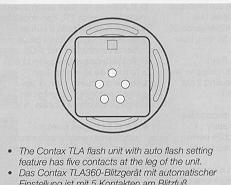 • The Contax TLA flash unit with auto flash setting
feature has five contacts at the leg of the unit.
• Das Contax TLA360-Blitzgerät mit automatischer
Einstellung ist mit 5 Kontakten am Blitzfuß